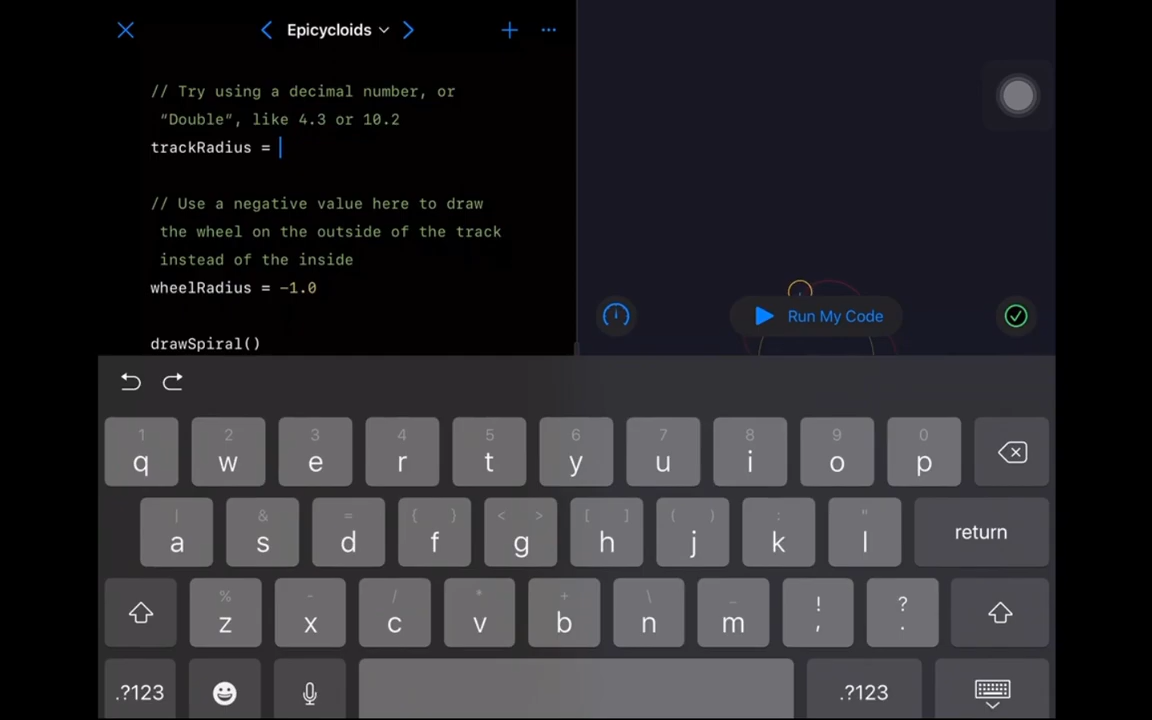 Epicycloids
// Try using a decimal number, or
“Double”, like 4.3 or 10.2
trackRadius =
// Use a negative value here to draw
the wheel on the outside of the track
instead of the inside
wheelRadius = -1.0
drawSpiral()
Run My Code
1 2 3 4 5 6 7 8 9 0
q w e r t y u i o p
| & = { } < > [ ] ( ) : "
a s d f g h j k l return
% - / * + \ _ ! ?
z x c v b n m , .
.?123 .?123